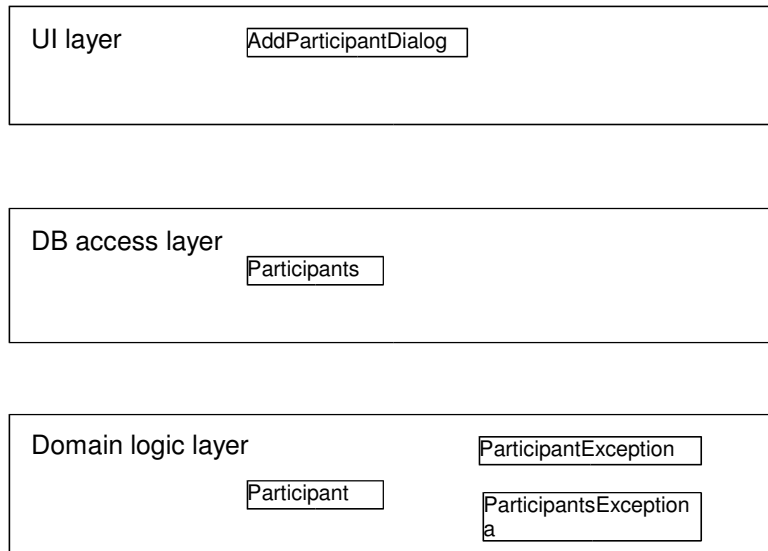 UI layer
AddParticipantDialog
DB access layer
Participants
Domain logic layer
ParticipantException
Participant
ParticipantsException
a